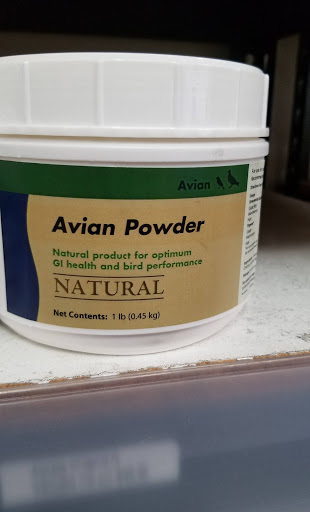 Avian
Avian Powder
Natural product for optimum
GI health and bird performance
NATURAL
Net Contents: 1 lb (0.45 kg)